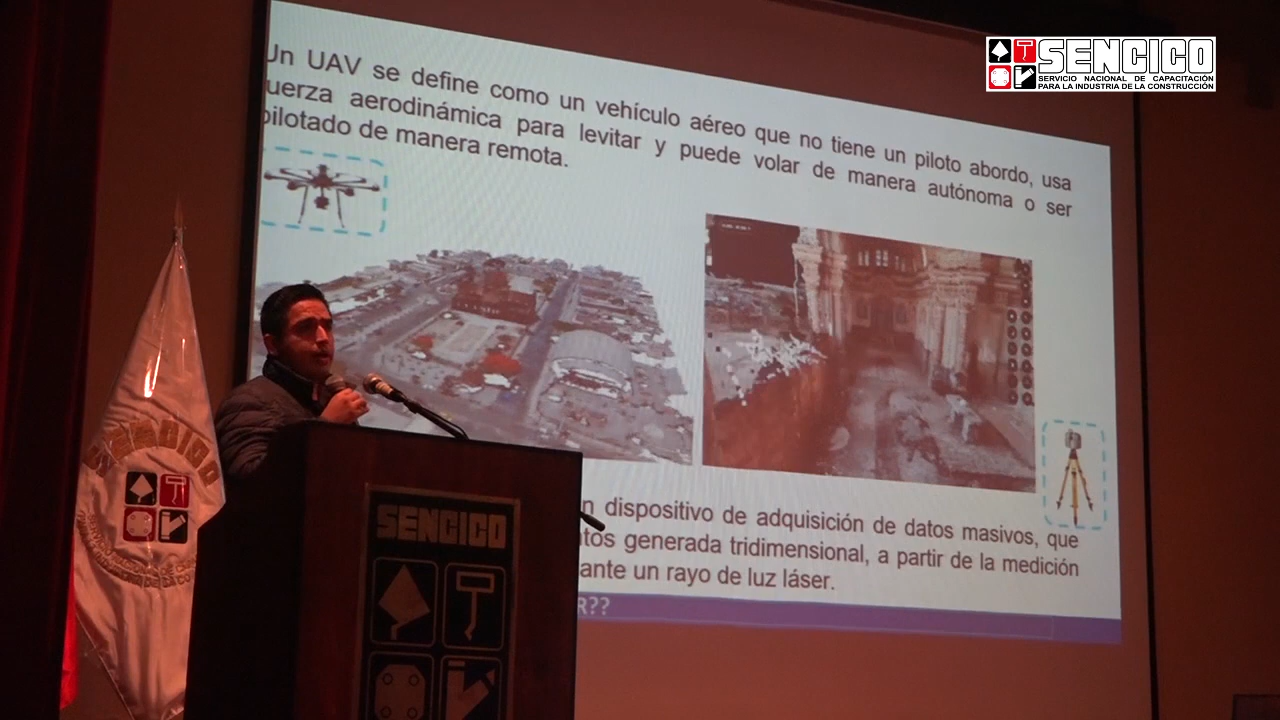 SENCICO
SERVICIO NACIONAL DE CAPACITACIÓN
PARA LA INDUSTRIA DE LA CONSTRUCCIÓN
Un UAV se define como un vehículo aéreo que no tiene un piloto abordo, usa
uerza aerodinámica para levitar y puede volar de manera autónoma o ser
pilotado de manera remota.
n dispositivo de adquisición de datos masivos, que
tos generada tridimensional, a partir de la medición
ante un rayo de luz láser.
R??
SENCICO